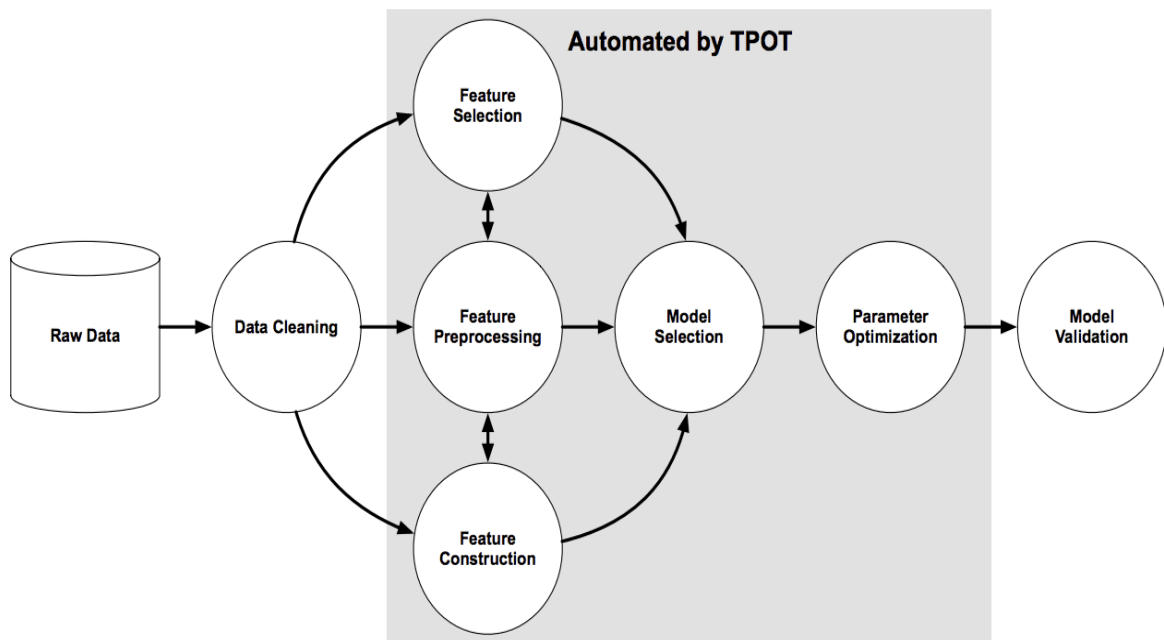 Automated by TPOT
Feature
Selection
Raw Data
Data Cleaning
Feature
Preprocessing
Model
Selection
Parameter
Optimization
Model
Validation
Feature
Construction